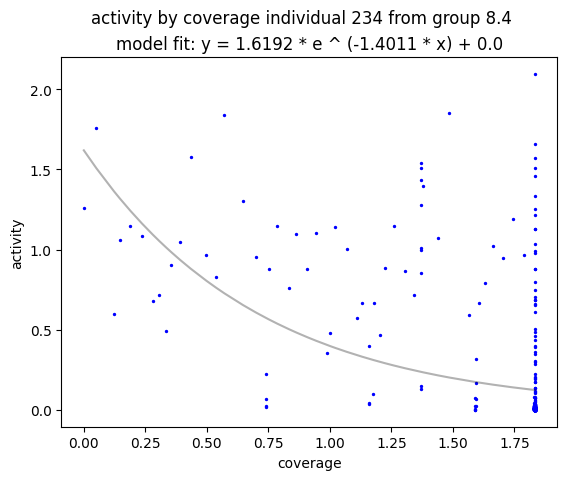 activity by coverage individual 234 from group 8.4
model fit: y = 1.6192 * e ^ (-1.4011 * x) + 0.0
2.0
1.5
1.0
0.5
0.0
activity
0.00 0.25 0.50 0.75 1.00 1.25 1.50 1.75
coverage